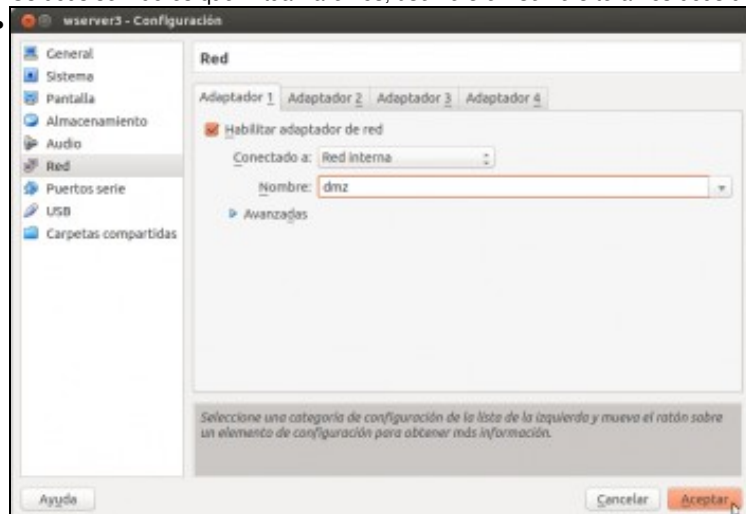 wserver3 - Configuración
General
Sistema
Pantalla
Almacenamiento
Audio
Red
Puertos serie
USB
Carpetas compartidas
Red
Adaptador 1 Adaptador 2 Adaptador 3 Adaptador 4
Habilitar adaptador de red
Conectado a: Red interna
Nombre: dmz
Avanzadas
Seleccione una categoría de configuración de la lista de la izquierda y mueva el ratón sobre
un elemento de configuración para obtener más información.
Ayuda
Cancelar
Aceptar